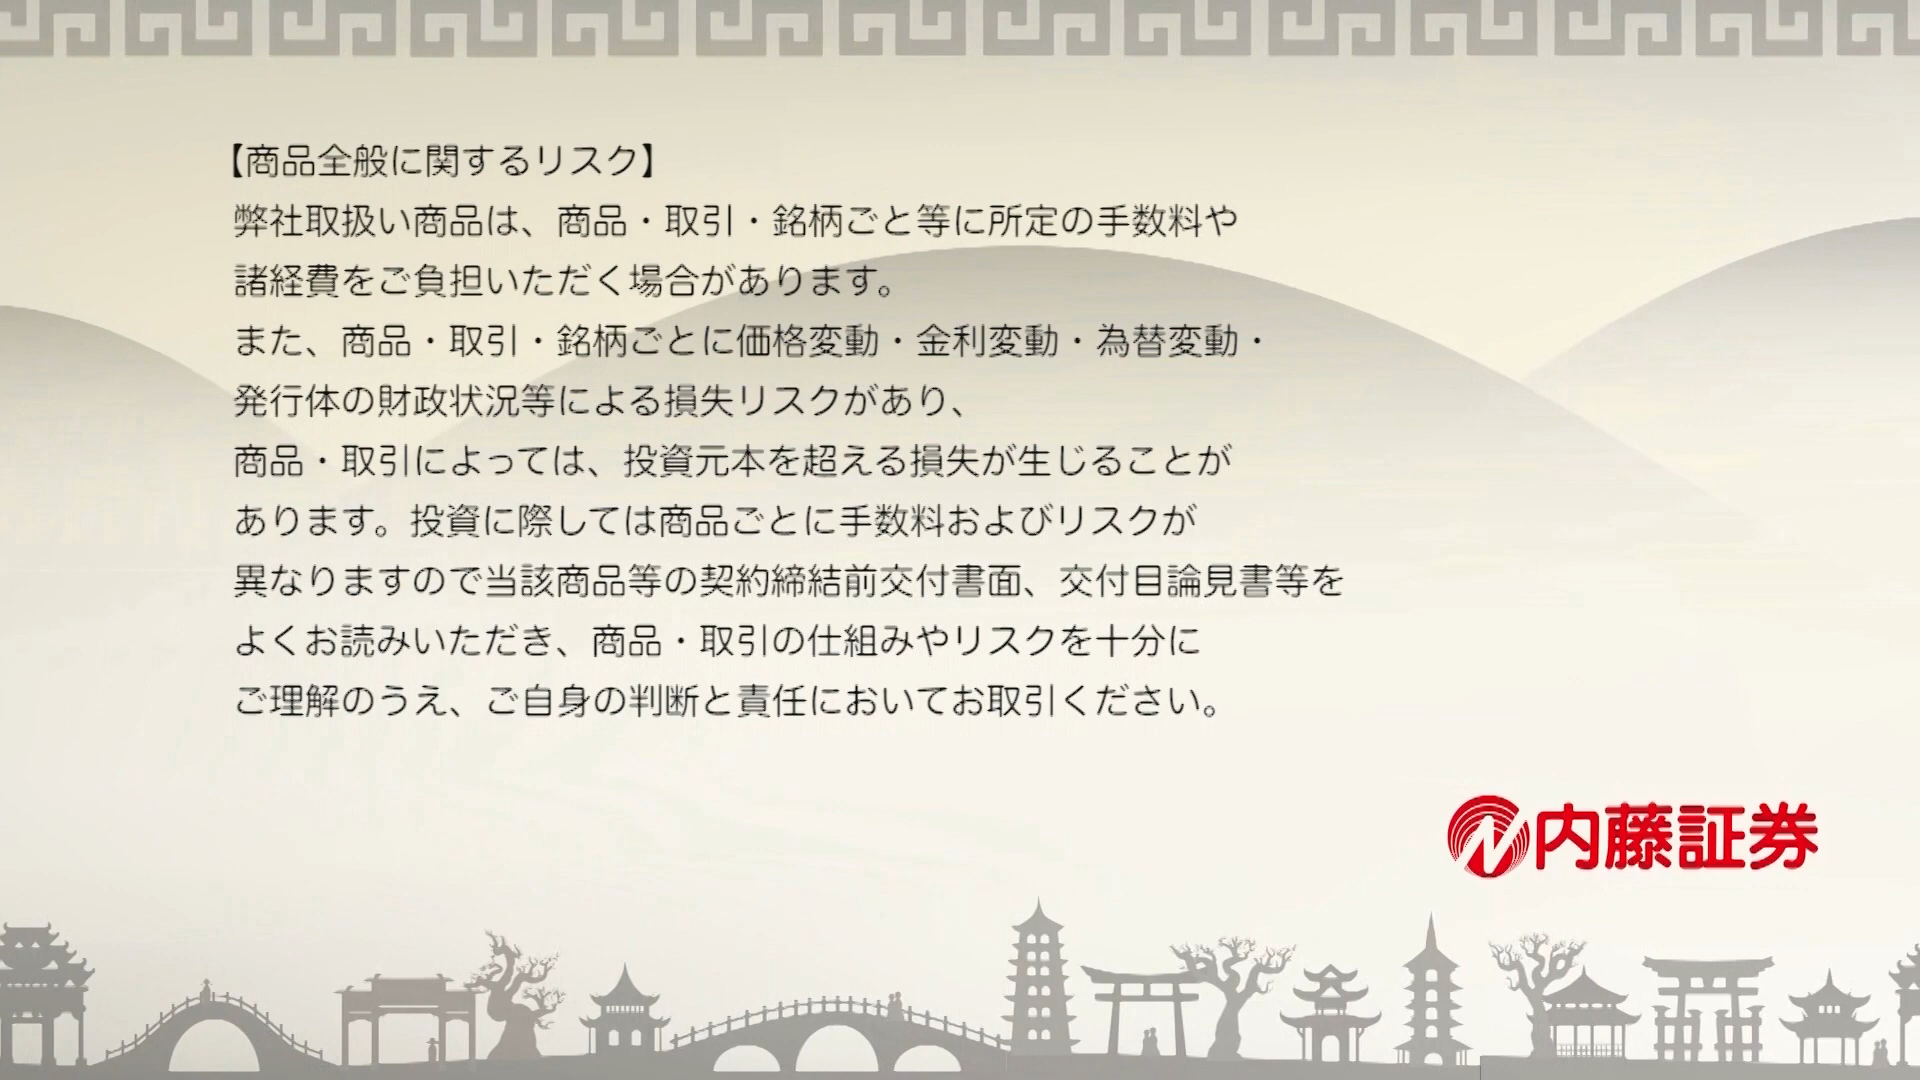 【商品全般に関するリスク】
弊社取扱い商品は、商品・取引・銘柄ごと等に所定の手数料や
諸経費をご負担いただく場合があります。
また、商品・取引・銘柄ごとに価格変動・金利変動・為替変動・
発行体の財政状況等による損失リスクがあり、
商品・取引によっては、投資元本を超える損失が生じることが
あります。投資に際しては商品ごとに手数料およびリスクが
異なりますので当該商品等の契約締結前交付書面、交付目論見書等を
よくお読みいただき、商品・取引の仕組みやリスクを十分に
ご理解のうえ、ご自身の判断と責任においてお取引ください。
内藤証券